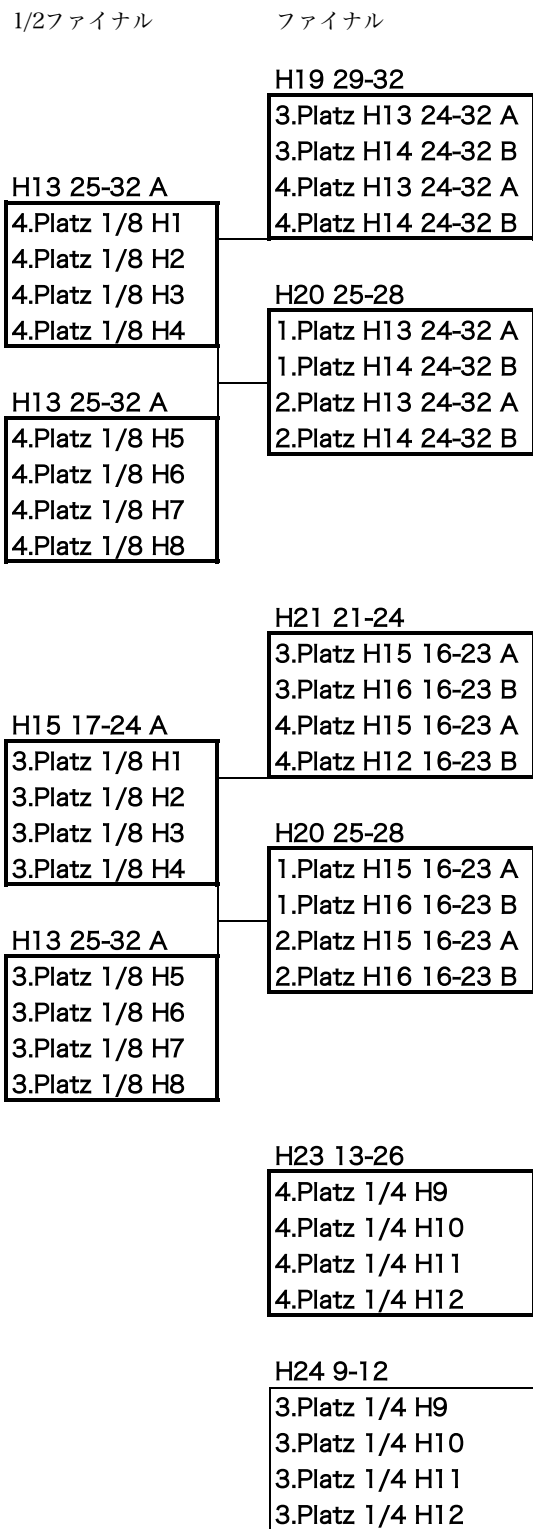 1/2ファイナル
ファイナル
H13 25-32 A
4.Platz 1/8 H1
4.Platz 1/8 H2
4.Platz 1/8 H3
4.Platz 1/8 H4
H13 25-32 A
4.Platz 1/8 H5
4.Platz 1/8 H6
4.Platz 1/8 H7
4.Platz 1/8 H8
H19 29-32
3.Platz H13 24-32 A
3.Platz H14 24-32 B
4.Platz H13 24-32 A
4.Platz H14 24-32 B
H20 25-28
1.Platz H13 24-32 A
1.Platz H14 24-32 B
2.Platz H13 24-32 A
2.Platz H14 24-32 B
H15 17-24 A
3.Platz 1/8 H1
3.Platz 1/8 H2
3.Platz 1/8 H3
3.Platz 1/8 H4
H13 25-32 A
3.Platz 1/8 H5
3.Platz 1/8 H6
3.Platz 1/8 H7
3.Platz 1/8 H8
H21 21-24
3.Platz H15 16-23 A
3.Platz H16 16-23 B
4.Platz H15 16-23 A
4.Platz H12 16-23 B
H20 25-28
1.Platz H15 16-23 A
1.Platz H16 16-23 B
2.Platz H15 16-23 A
2.Platz H16 16-23 B
H23 13-26
4.Platz 1/4 H9
4.Platz 1/4 H10
4.Platz 1/4 H11
4.Platz 1/4 H12
H24 9-12
3.Platz 1/4 H9
3.Platz 1/4 H10
3.Platz 1/4 H11
3.Platz 1/4 H12